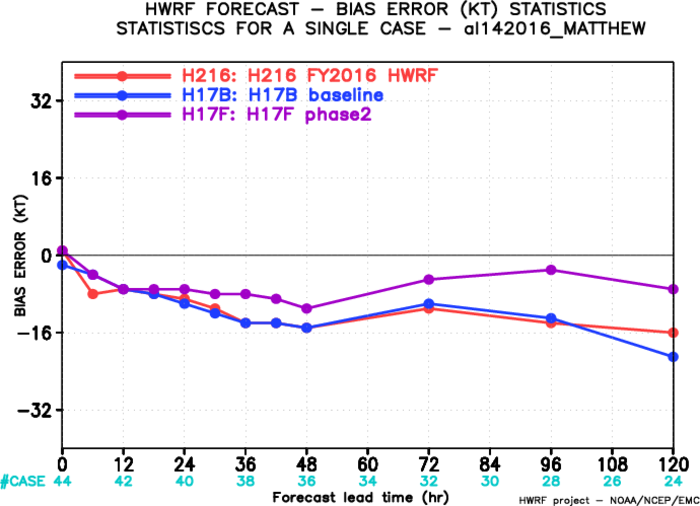 HWRF FORECAST – BIAS ERROR (KT) STATISTICS
STATISTISCS FOR A SINGLE CASE – al142016_MATTHEW
H216: H216 FY2016 HWRF
H17B: H17B baseline
H17F: H17F phase2
32
16
0
−16
−32
BIAS ERROR (KT)
0 12 24 36 48 60 72 84 96 108 120
#CASE 44 42 40 38 36 34 32 30 28 26 24
Forecast lead time (hr)
HWRF project – NOAA/NCEP/EMC